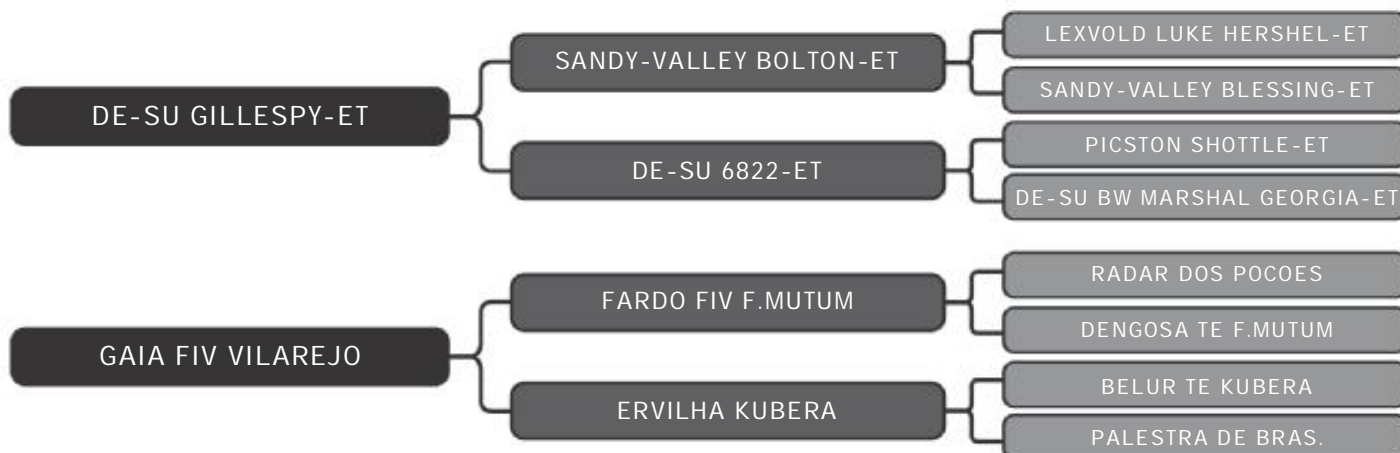 LEXVOLD LUKE HERSHEL-ET
SANDY-VALLEY BOLTON-ET
SANDY-VALLEY BLESSING-ET
DE-SU GILLESPY-ET
PICSTON SHOTTLE-ET
DE-SU 6822-ET
DE-SU BW MARSHAL GEORGIA-ET
RADAR DOS POCOES
FARDO FIV F.MUTUM
DENGOSA TE F.MUTUM
GAIA FIV VILAREJO
BELUR TE KUBERA
ERVILHA KUBERA
PALESTRA DE BRAS.